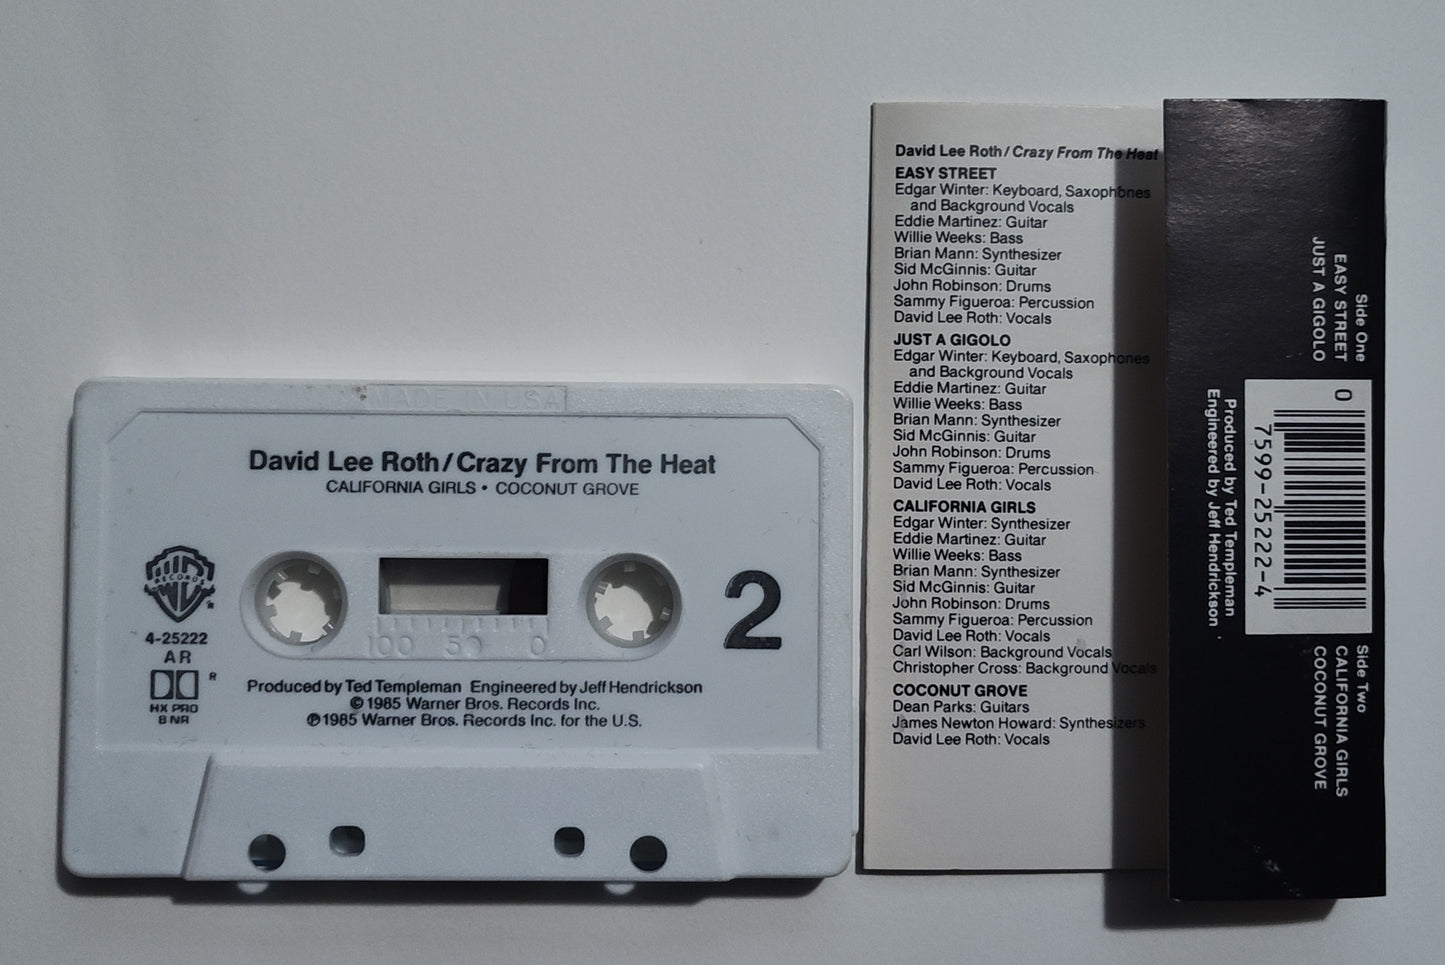 MADE IN USA
David Lee Roth/Crazy From The Heat
CALIFORNIA GIRLS • COCONUT GROVE
RECORDS
®
4-25222
AR
R
HX PRO
B NR
100 50 0
2
Produced by Ted Templeman Engineered by Jeff Hendrickson
©1985 Warner Bros. Records Inc.
℗1985 Warner Bros. Records Inc. for the U.S.
David Lee Roth/Crazy From The Heat
EASY STREET
Edgar Winter: Keyboard, Saxophones
and Background Vocals
Eddie Martinez: Guitar
Willie Weeks: Bass
Brian Mann: Synthesizer
Sid McGinnis: Guitar
John Robinson: Drums
Sammy Figueroa: Percussion
David Lee Roth: Vocals
JUST A GIGOLO
Edgar Winter: Keyboard, Saxophones
and Background Vocals
Eddie Martinez: Guitar
Willie Weeks: Bass
Brian Mann: Synthesizer
Sid McGinnis: Guitar
John Robinson: Drums
Sammy Figueroa: Percussion
David Lee Roth: Vocals
CALIFORNIA GIRLS
Edgar Winter: Synthesizer
Eddie Martinez: Guitar
Willie Weeks: Bass
Brian Mann: Synthesizer
Sid McGinnis: Guitar
John Robinson: Drums
Sammy Figueroa: Percussion
David Lee Roth: Vocals
Carl Wilson: Background Vocals
Christopher Cross: Background Vocals
COCONUT GROVE
Dean Parks: Guitars
James Newton Howard: Synthesizers
David Lee Roth: Vocals
Side One
EASY STREET
JUST A GIGOLO
0
7599-25222-4
Side Two
CALIFORNIA GIRLS
COCONUT GROVE
Produced by Ted Templeman
Engineered by Jeff Hendrickson